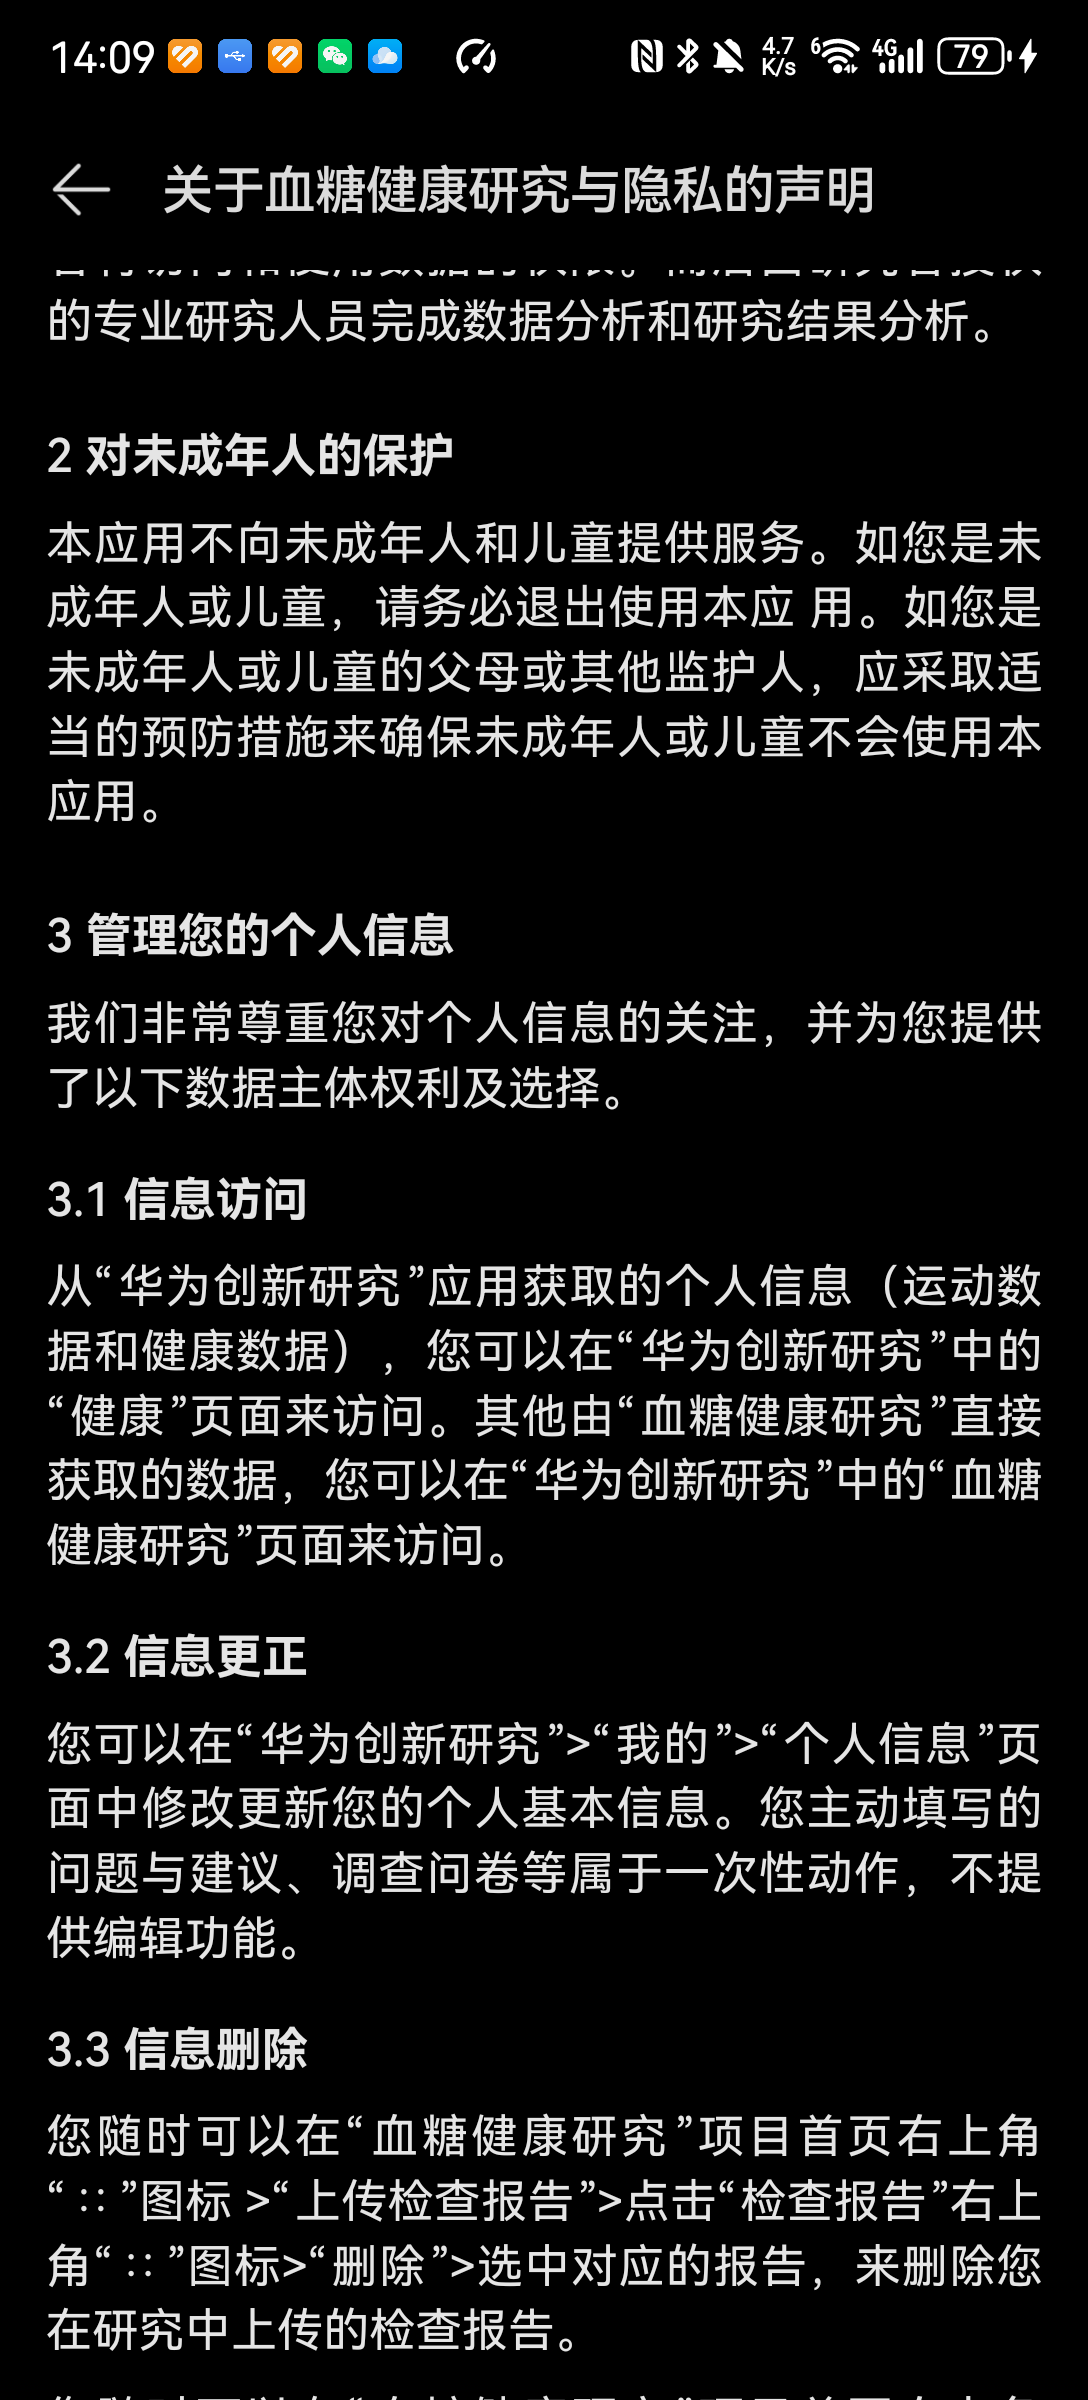 14:09
4.7
K/s
6
4G
79
关于血糖健康研究与隐私的声明
的专业研究人员完成数据分析和研究结果分析。
2 对未成年人的保护
本应用不向未成年人和儿童提供服务。如您是未
成年人或儿童，请务必退出使用本应 用。如您是
未成年人或儿童的父母或其他监护人，应采取适
当的预防措施来确保未成年人或儿童不会使用本
应用。
3 管理您的个人信息
我们非常尊重您对个人信息的关注，并为您提供
了以下数据主体权利及选择。
3.1 信息访问
从“华为创新研究”应用获取的个人信息（运动数
据和健康数据），您可以在“华为创新研究”中的
“健康”页面来访问。其他由“血糖健康研究”直接
获取的数据，您可以在“华为创新研究”中的“血糖
健康研究”页面来访问。
3.2 信息更正
您可以在“华为创新研究”>“我的”>“个人信息”页
面中修改更新您的个人基本信息。您主动填写的
问题与建议、调查问卷等属于一次性动作，不提
供编辑功能。
3.3 信息删除
您随时可以在“血糖健康研究”项目首页右上角
“∷”图标 >“上传检查报告”>点击“检查报告”右上
角“∷”图标>“删除”>选中对应的报告，来删除您
在研究中上传的检查报告。